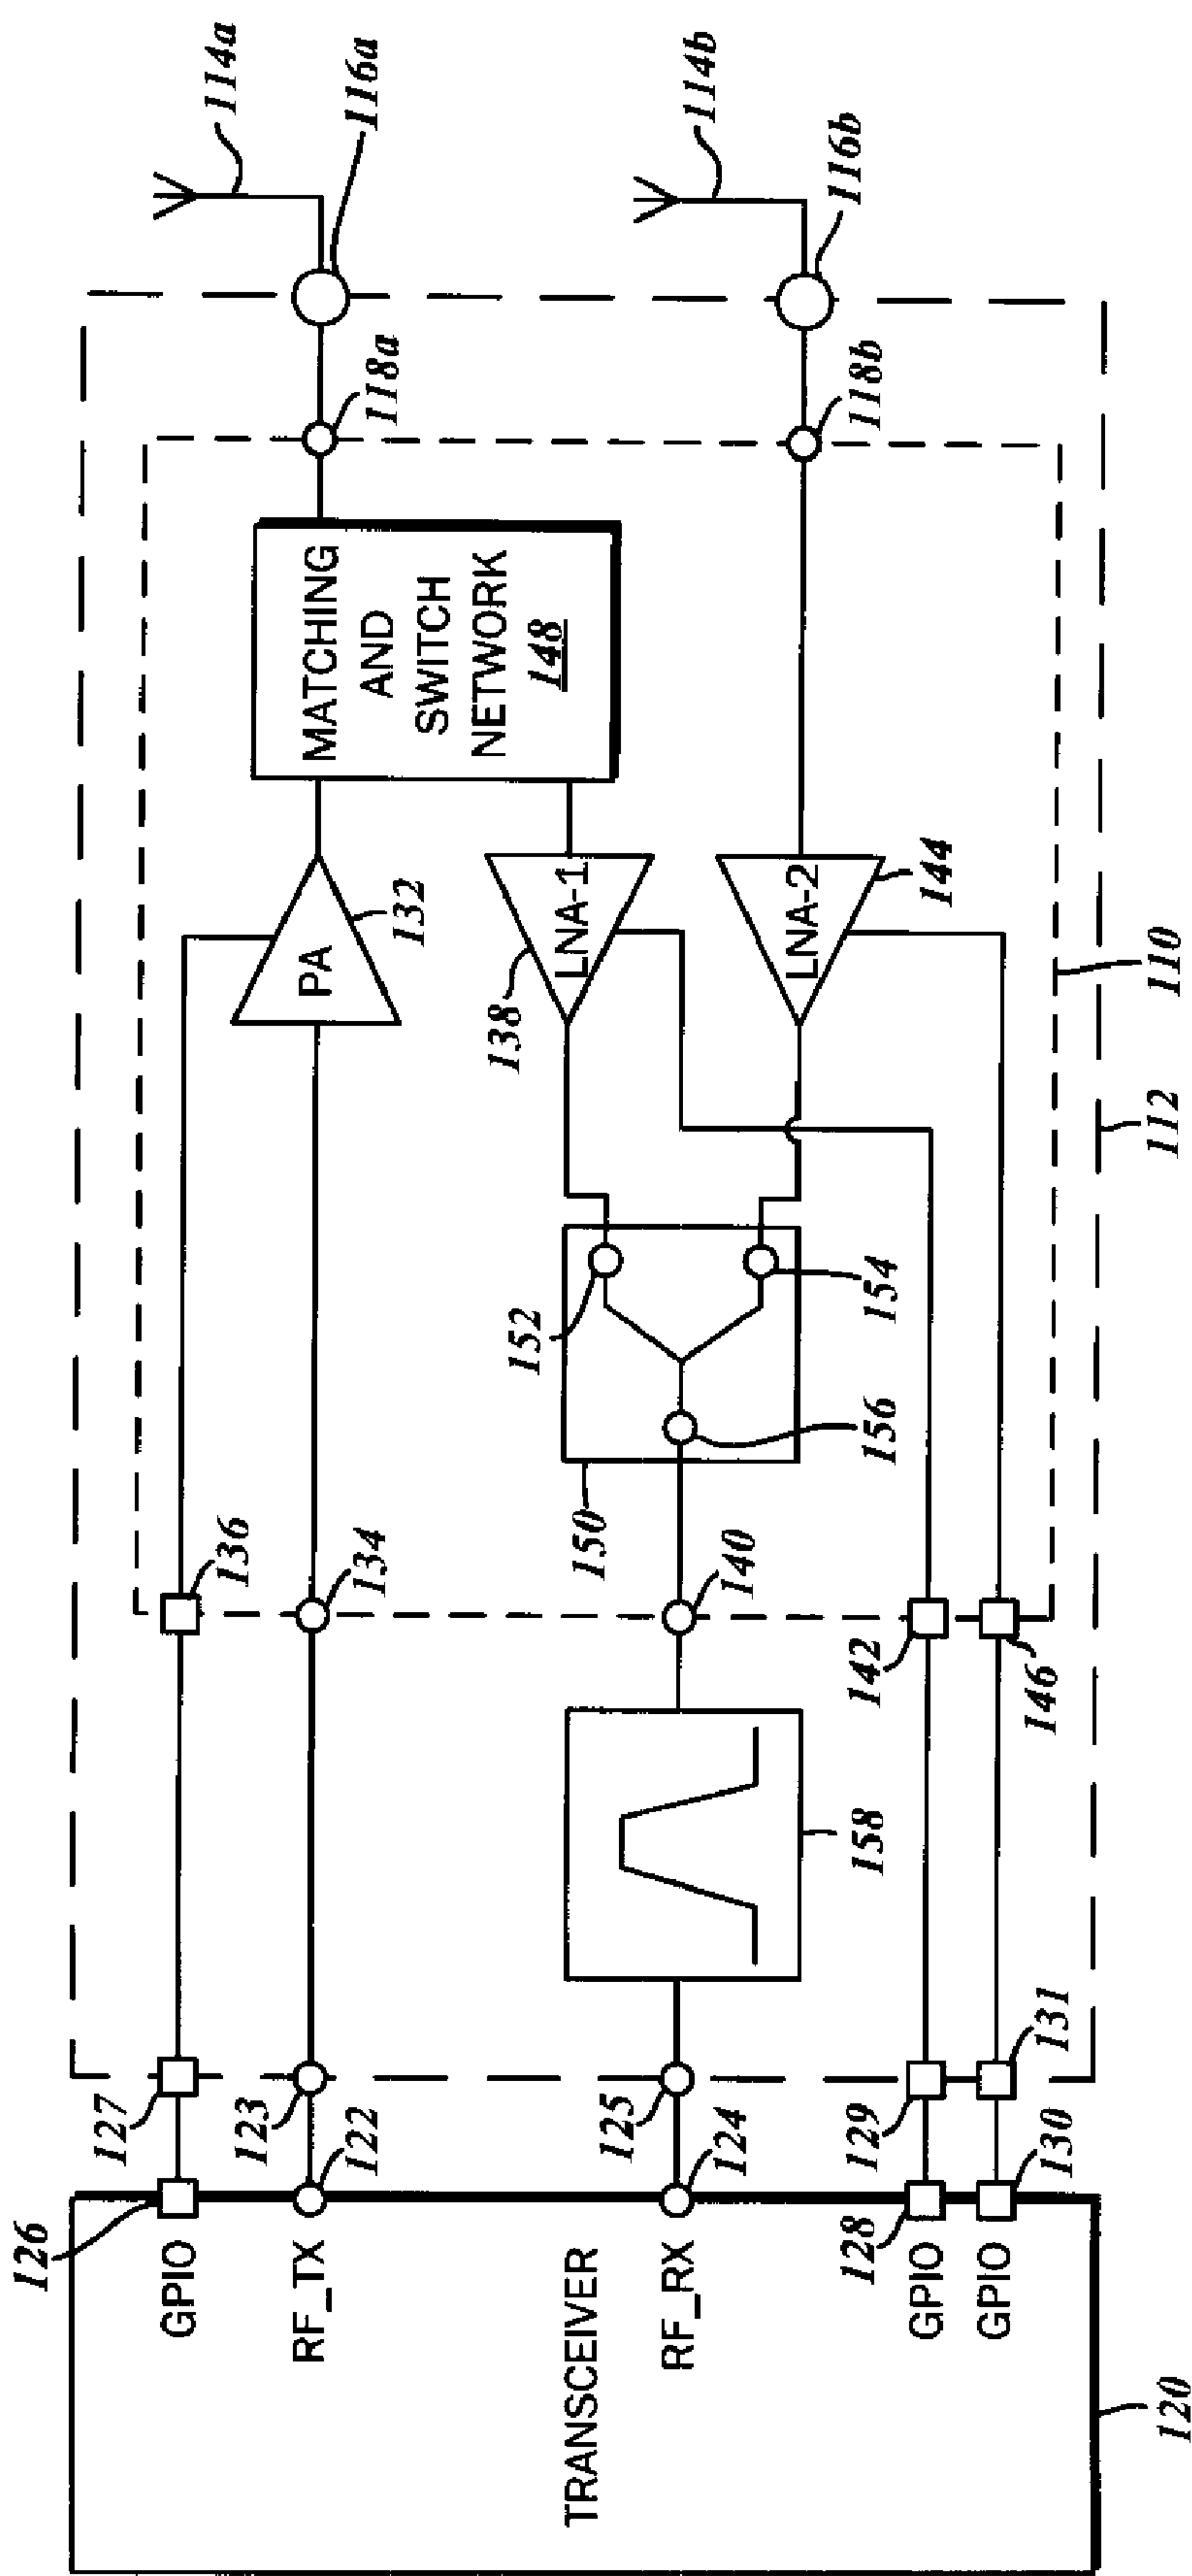 114a
116a
114b
116b
118a
118b
MATCHING
AND
SWITCH
NETWORK
148
PA
132
138
LNA-1
LNA-2
144
110
112
152
154
156
150
136
134
140
142
146
158
127
123
125
129
131
126
122
124
128
130
GPIO
RF_TX
TRANSCEIVER
RF_RX
GPIO
GPIO
120